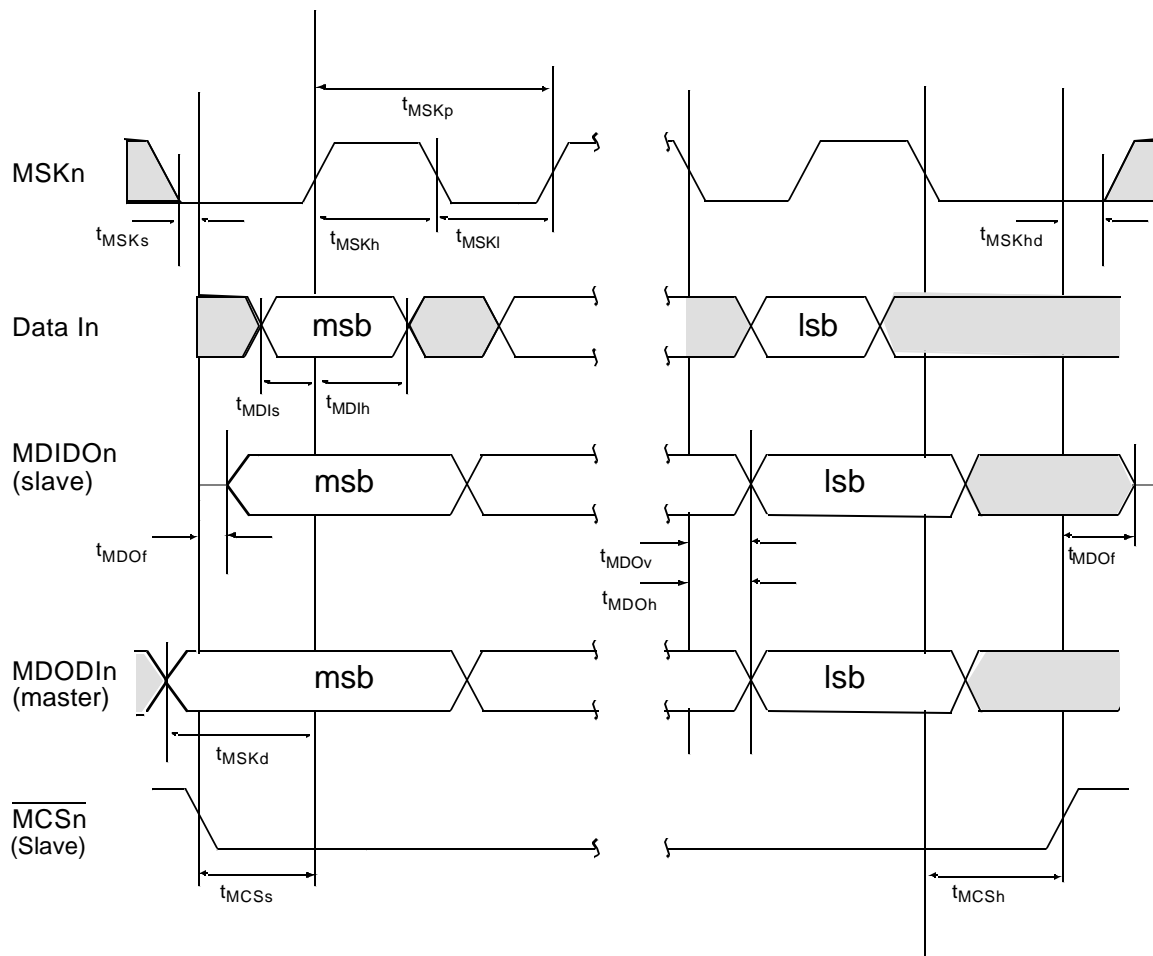 tMSKp
MSKn
tMSKs
tMSKh
tMSKl
tMSKhd
Data In
msb
lsb
tMDIs
tMDIh
MDIDOn
(slave)
msb
lsb
tMDOf
tMDOv
tMDOf
tMDOh
MDODIn
(master)
msb
lsb
tMSKd
MCSn
(Slave)
tMCSs
tMCSh